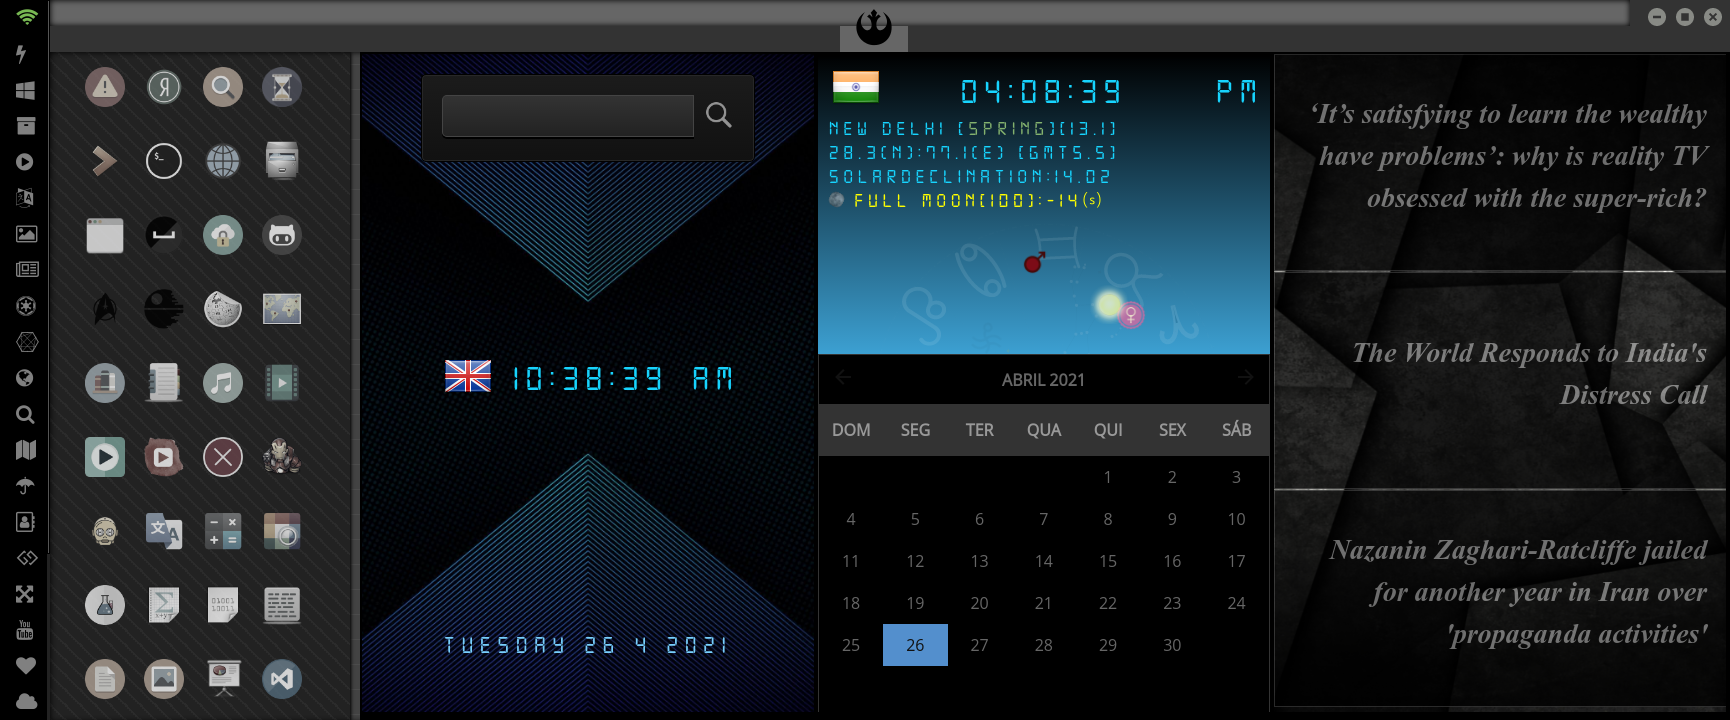 04:08:39 PM
NEW DELHI [SPRING][13.1]
28.3(N):77.1(E) [GMT5.5]
SOLARDECLINATION:14.02
FULL MOON[100]:-14(s)
10:38:39 AM
TUESDAY 26 4 2021
ABRIL 2021
DOM SEG TER QUA QUI SEX SÁB
1 2 3
4 5 6 7 8 9 10
11 12 13 14 15 16 17
18 19 20 21 22 23 24
25 26 27 28 29 30
‘It’s satisfying to learn the wealthy
have problems’: why is reality TV
obsessed with the super-rich?
The World Responds to India's
Distress Call
Nazanin Zaghari-Ratcliffe jailed
for another year in Iran over
'propaganda activities'
You
Tube
Я
$_
文
A
Σ
01001
10011